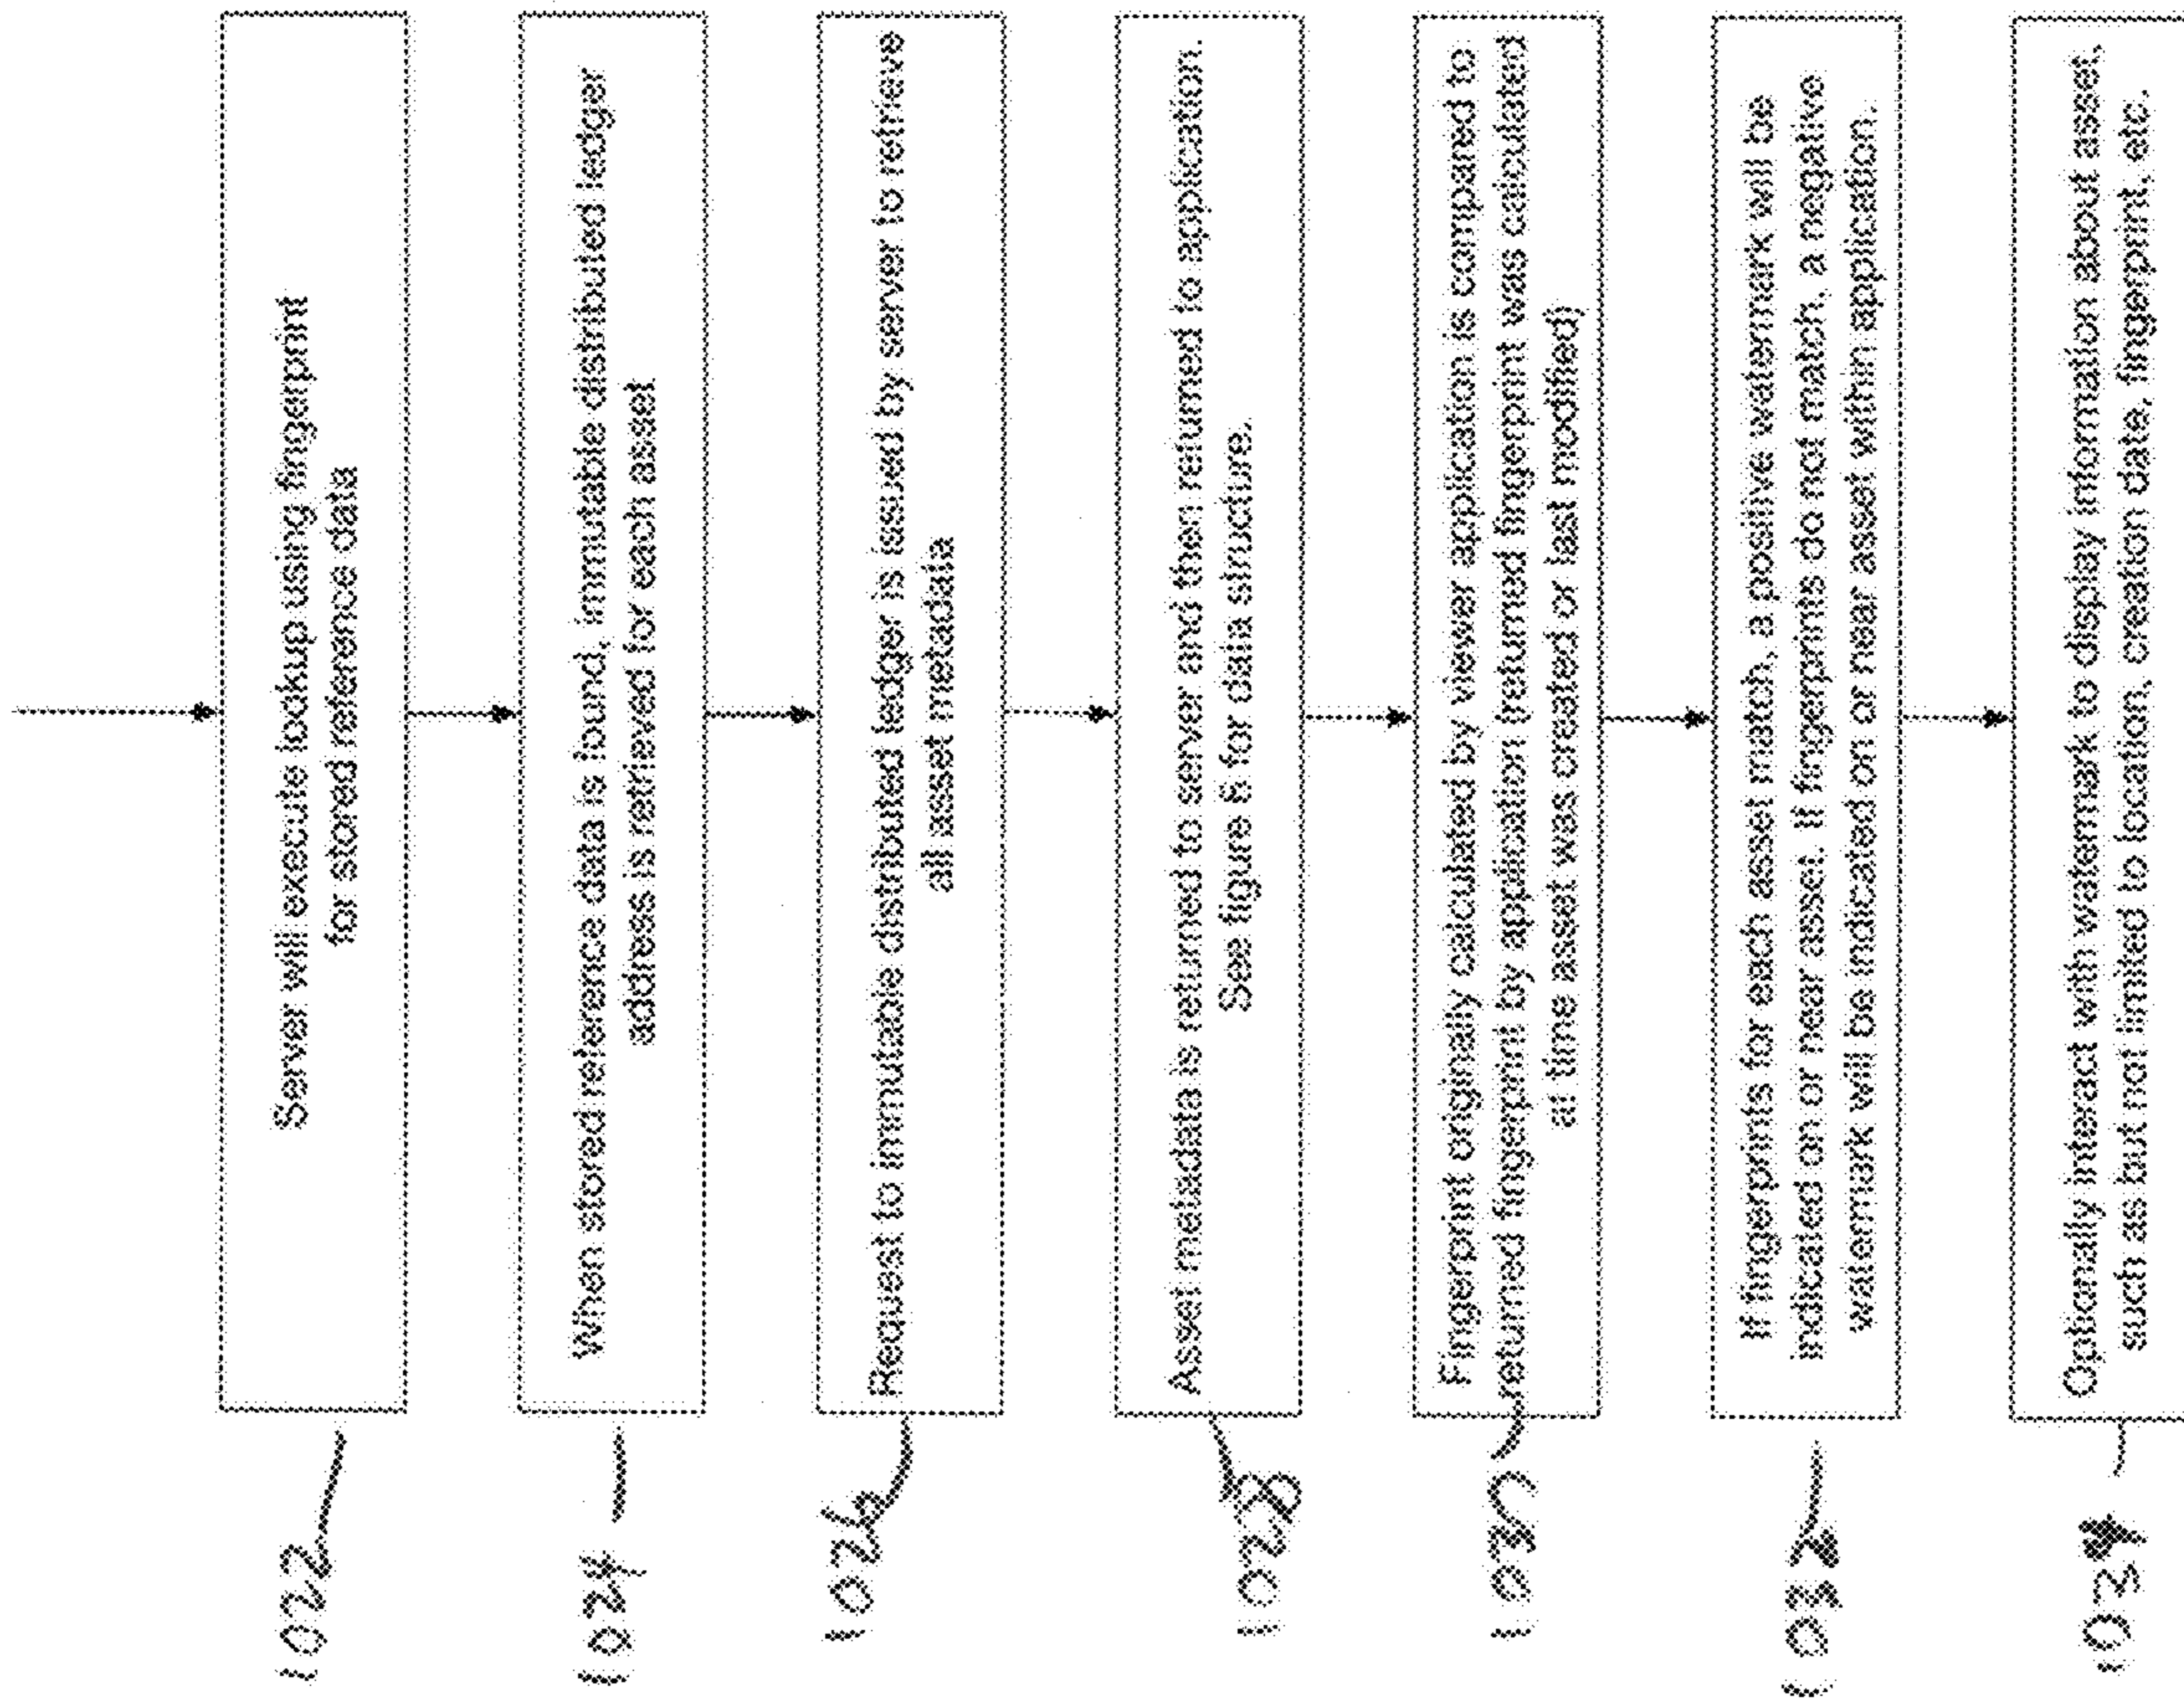 1022
Server will execute lookup using fingerprint
for stored reference data
1024
When stored reference data is found, immutable distributed ledger
address is retrieved for each asset
1026
Request to immutable distributed ledger is issued by server to retrieve
all asset metadata
1028
Asset metadata is returned to server and then returned to application.
See figure 6 for data structure.
Fingerprint originally calculated by viewer application is compared to
returned fingerprint by application (returned fingerprint was calculated
at time asset was created or last modified)
If fingerprints for each asset match, a positive watermark will be
indicated on or near asset. If fingerprints do not match, a negative
watermark will be indicated on or near asset within application.
Optionally interact with watermark to display information about asset,
such as but not limited to location, creation date, fingerprint, etc.